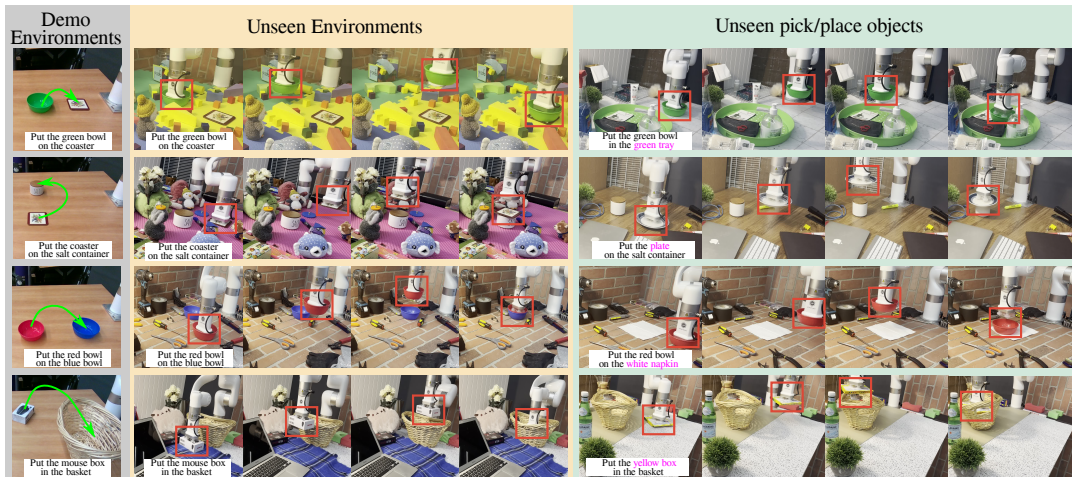 Demo
Environments
Unseen Environments
Unseen pick/place objects
Put the green bowl
on the coaster
Put the green bowl
on the coaster
Put the green bowl
in the green tray
Put the coaster
on the salt container
Put the coaster
on the salt container
Put the plate
on the salt container
Put the red bowl
on the blue bowl
Put the red bowl
on the blue bowl
Put the red bowl
on the white napkin
Put the mouse box
in the basket
Put the mouse box
in the basket
Put the yellow box
in the basket